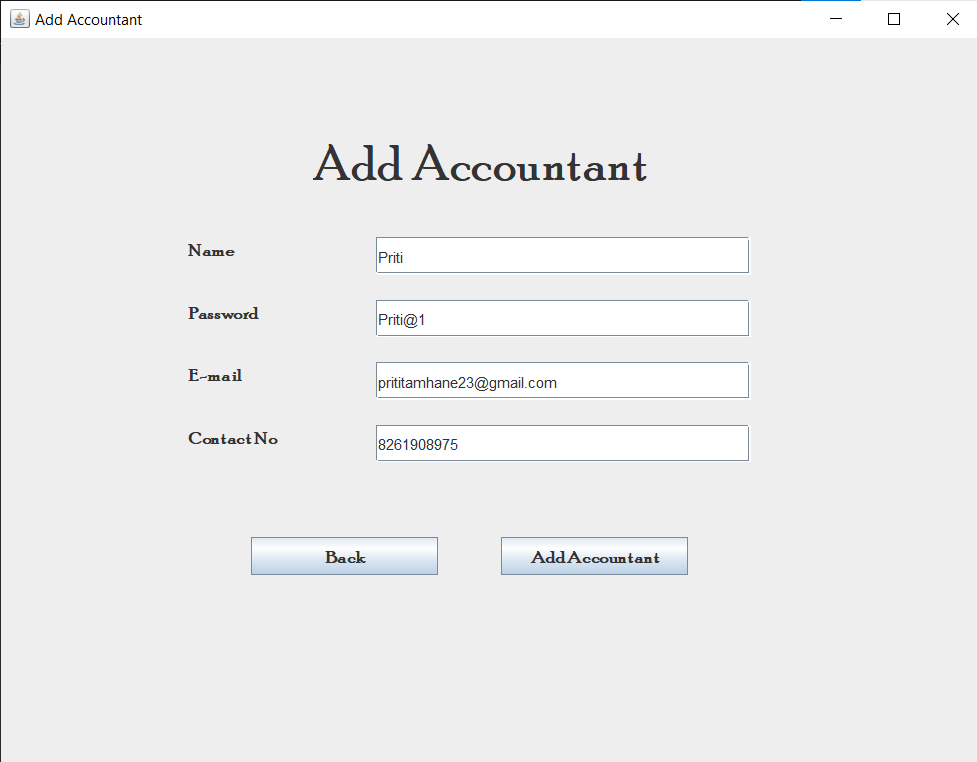 Add Accountant
Add Accountant
Name
Priti
Password
Priti@1
E-mail
prititamhane23@gmail.com
Contact No
8261908975
Back
Add Accountant